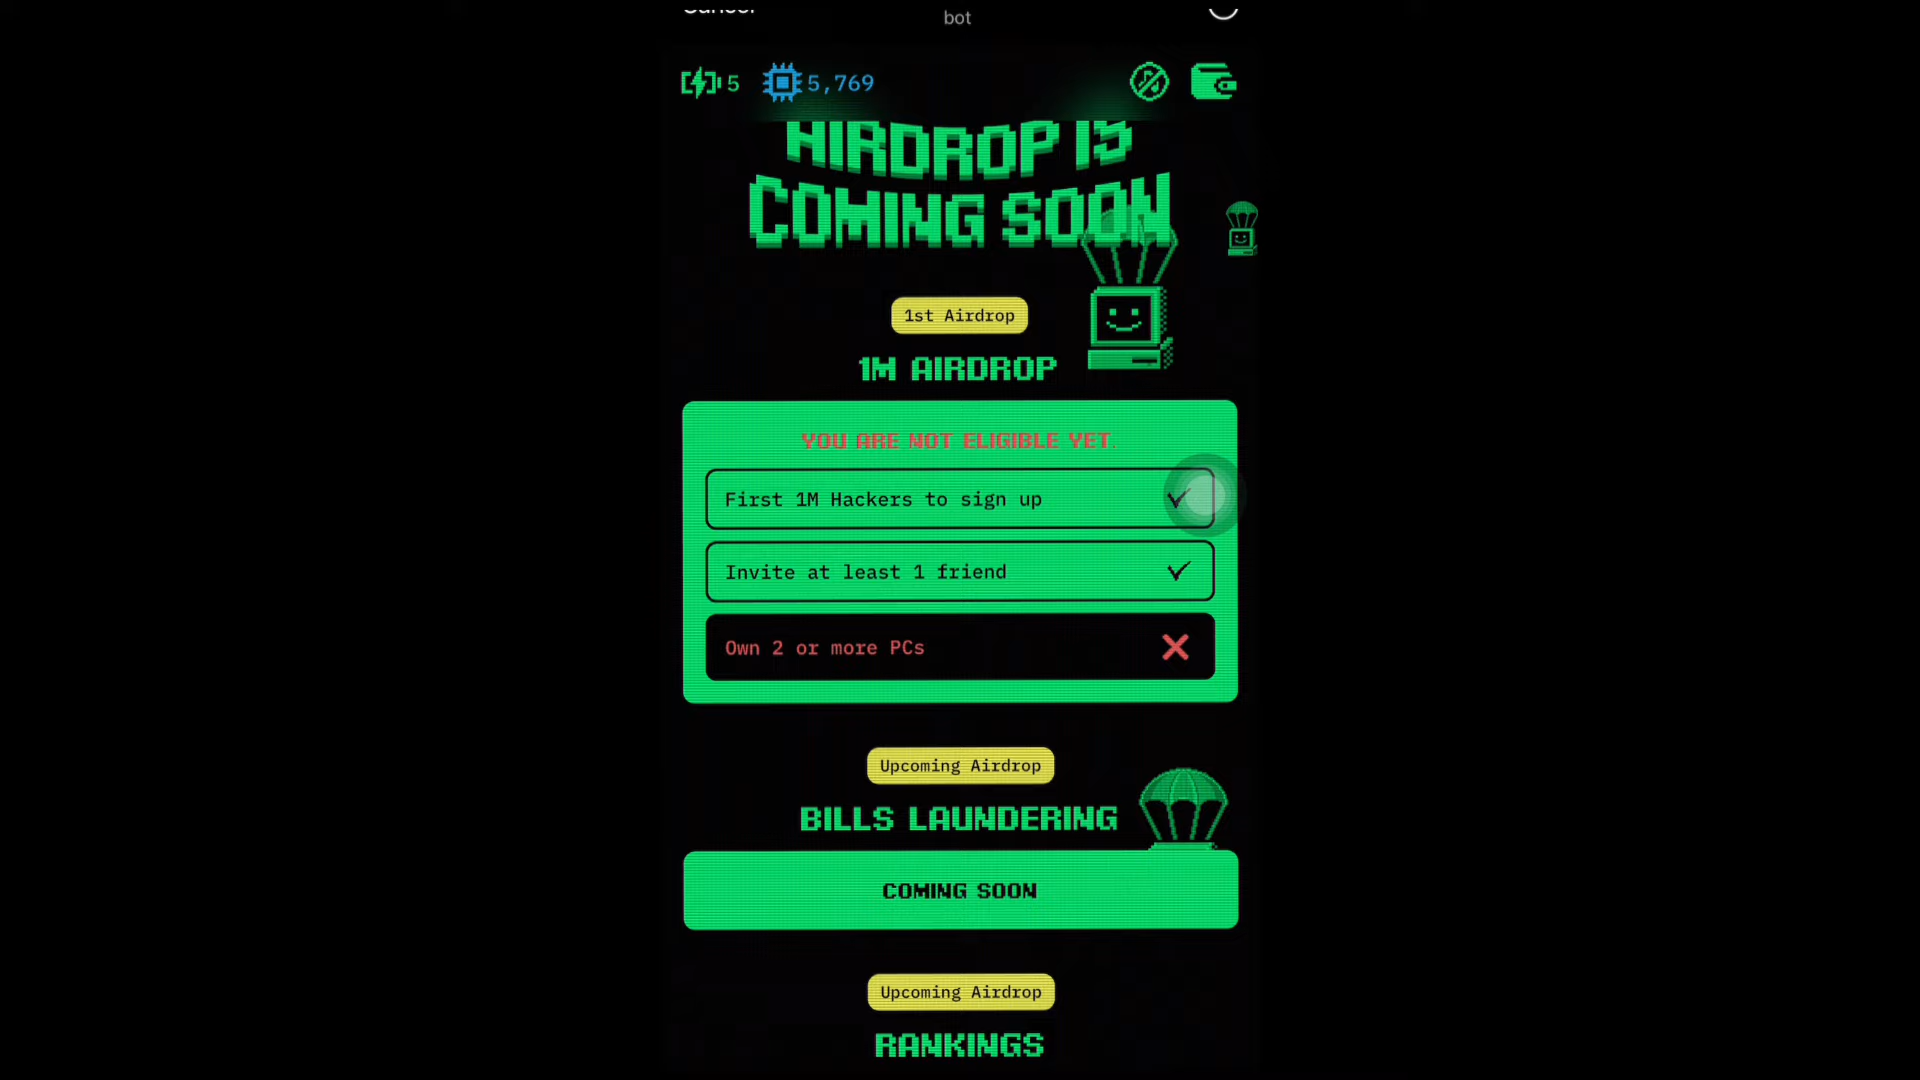 Cancel
bot
5 5,769
AIRDROP IS
COMING SOON
1st Airdrop
1M AIRDROP
YOU ARE NOT ELIGIBLE YET.
First 1M Hackers to sign up
Invite at least 1 friend
Own 2 or more PCs
Upcoming Airdrop
BILLS LAUNDERING
COMING SOON
Upcoming Airdrop
RANKINGS